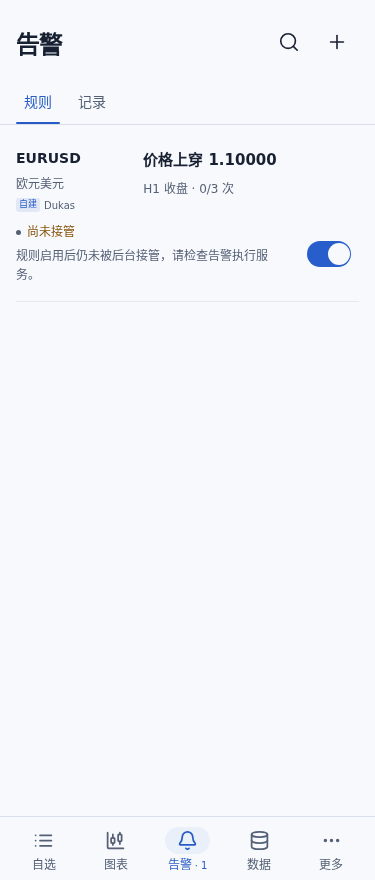 告警
规则
记录
EURUSD
价格上穿 1.10000
欧元美元
H1 收盘 · 0/3 次
自建 Dukas
尚未接管
规则启用后仍未被后台接管，请检查告警执行服
务。
自选
图表
告警 · 1
数据
更多